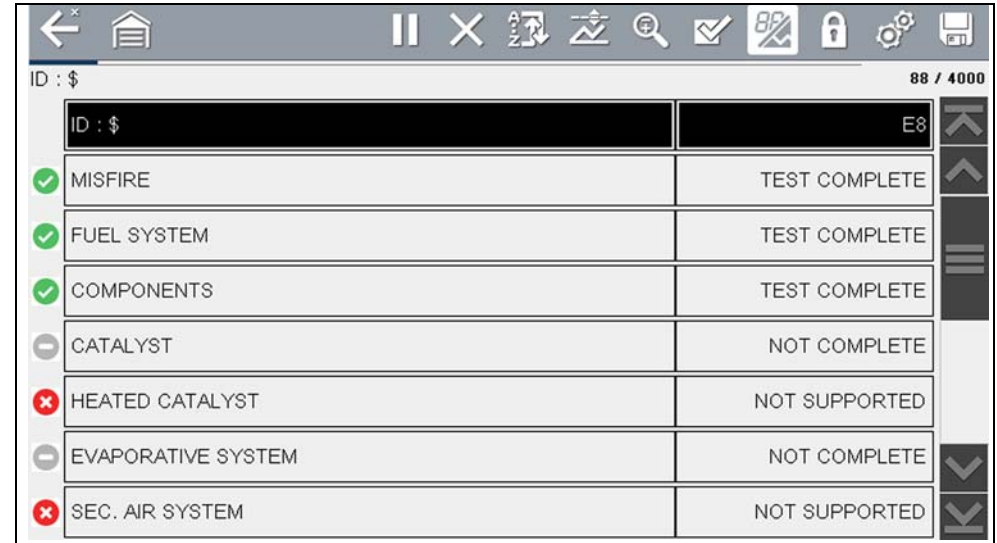 ID : $ 88 / 4000
ID : $ E8
MISFIRE TEST COMPLETE
FUEL SYSTEM TEST COMPLETE
COMPONENTS TEST COMPLETE
CATALYST NOT COMPLETE
HEATED CATALYST NOT SUPPORTED
EVAPORATIVE SYSTEM NOT COMPLETE
SEC. AIR SYSTEM NOT SUPPORTED